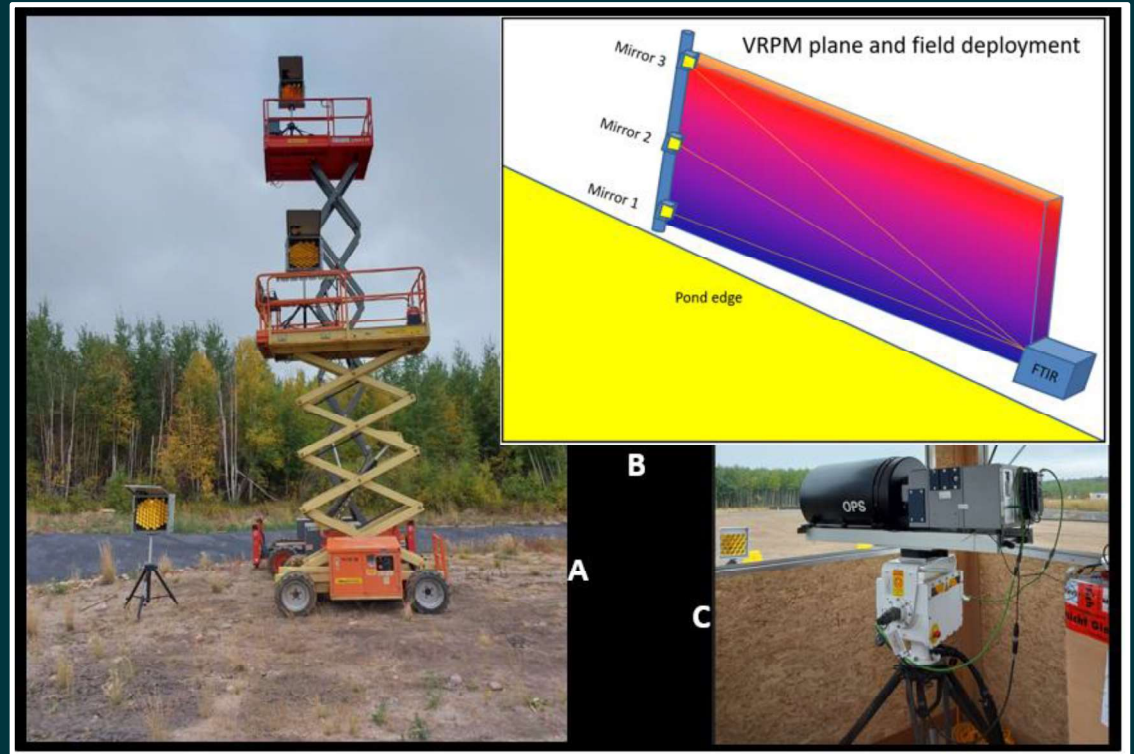 VRPM plane and field deployment
Mirror 3
Mirror 2
Mirror 1
Pond edge
FTIR
B
A
C
OPS